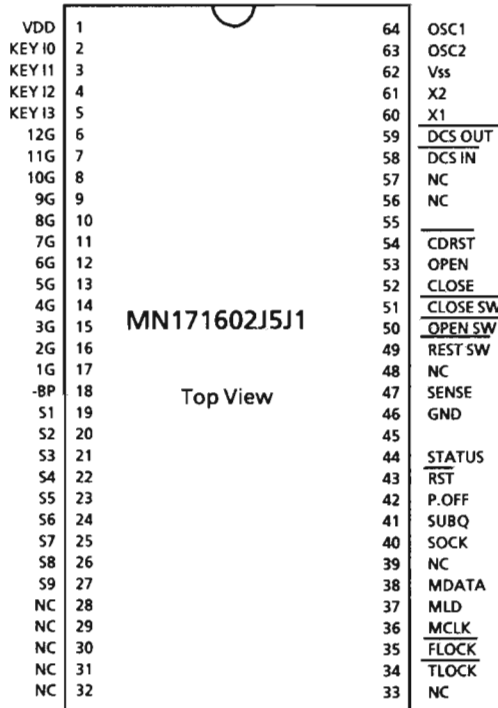 VDD 1 64 OSC1
KEY I0 2 63 OSC2
KEY I1 3 62 Vss
KEY I2 4 61 X2
KEY I3 5 60 X1
12G 6 59 DCS OUT
11G 7 58 DCS IN
10G 8 57 NC
9G 9 56 NC
8G 10 55
7G 11 54 CDRST
6G 12 53 OPEN
5G 13 52 CLOSE
4G 14 51 CLOSE SW
3G 15 MN171602J5J1 50 OPEN SW
2G 16 49 REST SW
1G 17 48 NC
-BP 18 Top View 47 SENSE
S1 19 46 GND
S2 20 45
S3 21 44 STATUS
S4 22 43 RST
S5 23 42 P.OFF
S6 24 41 SUBQ
S7 25 40 SOCK
S8 26 39 NC
S9 27 38 MDATA
NC 28 37 MLD
NC 29 36 MCLK
NC 30 35 FLOCK
NC 31 34 TLOCK
NC 32 33 NC